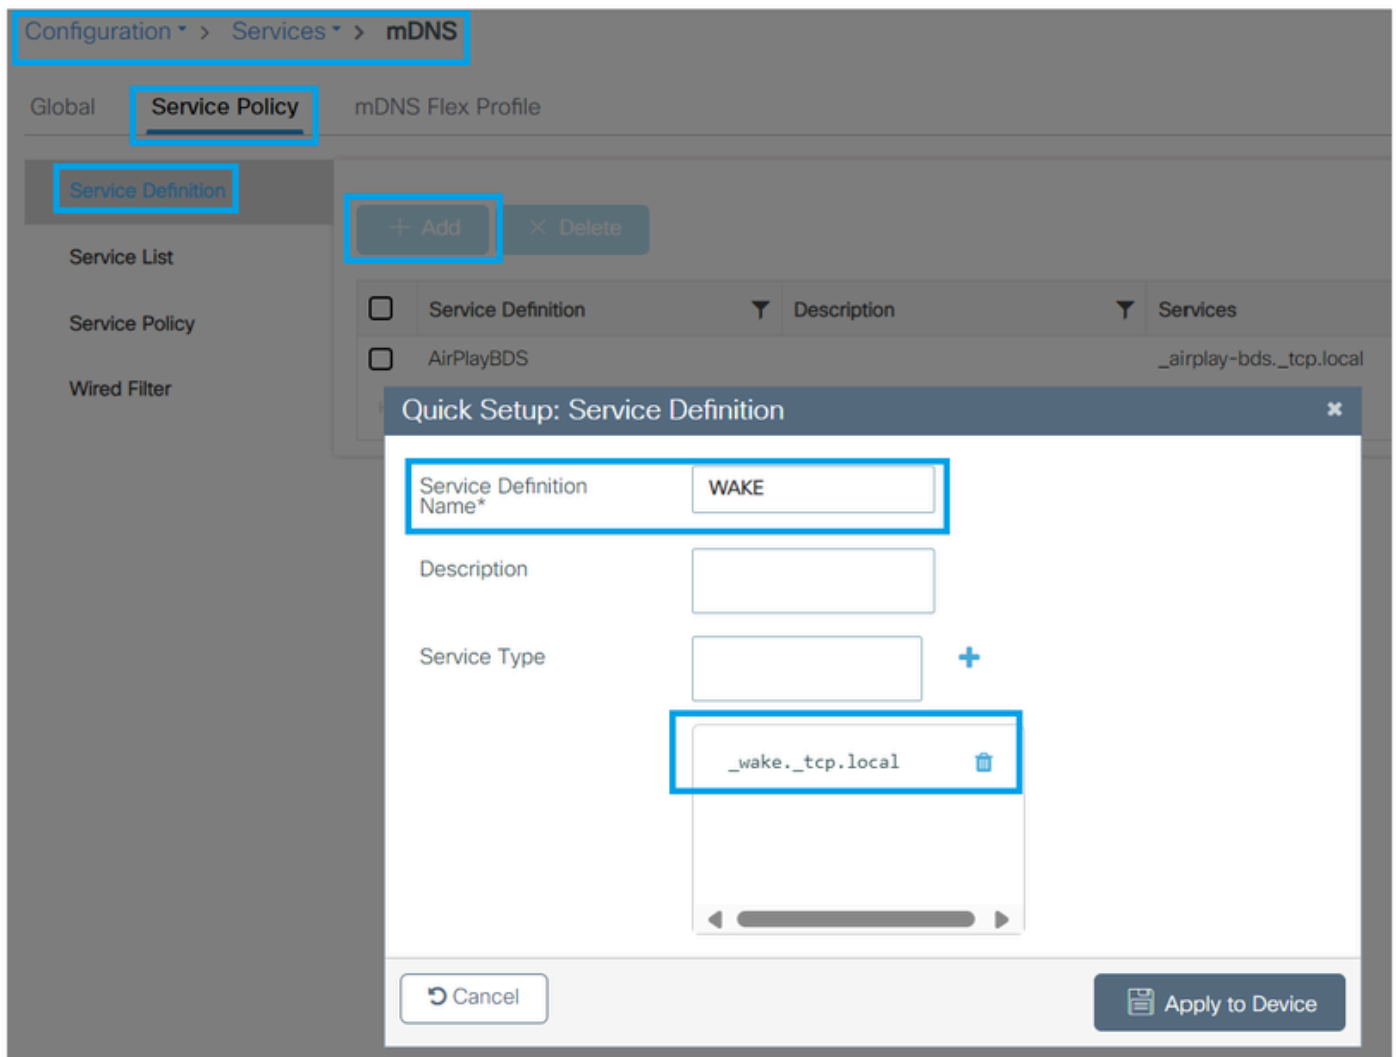 Configuration > Services > mDNS
Global Service Policy mDNS Flex Profile
Service Definition
+ Add × Delete
Service List
Service Definition Description Services
Service Policy
AirPlayBDS _airplay-bds._tcp.local
Wired Filter
Quick Setup: Service Definition
Service Definition
Name*
WAKE
Description
Service Type
_wake._tcp.local
Cancel
Apply to Device